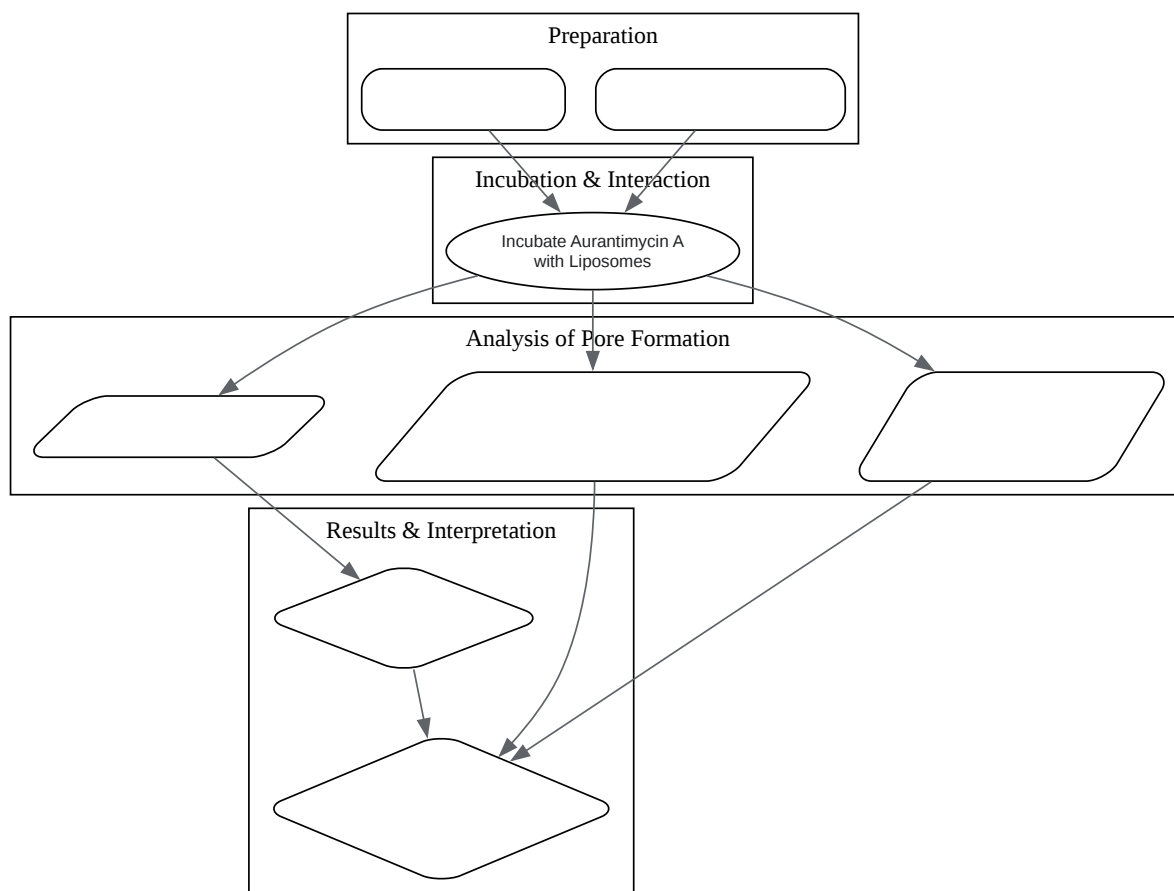 Preparation
Incubation & Interaction
Incubate Aurantimycin A
with Liposomes
Analysis of Pore Formation
Results & Interpretation